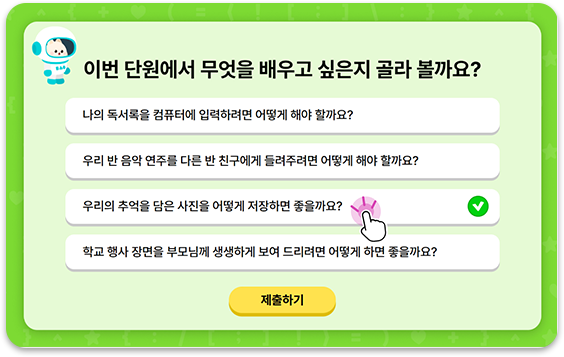 이번 단원에서 무엇을 배우고 싶은지 골라 볼까요?
나의 독서록을 컴퓨터에 입력하려면 어떻게 해야 할까요?
우리 반 음악 연주를 다른 반 친구에게 들려주려면 어떻게 해야 할까요?
우리의 추억을 담은 사진을 어떻게 저장하면 좋을까요?
학교 행사 장면을 부모님께 생생하게 보여 드리려면 어떻게 하면 좋을까요?
제출하기